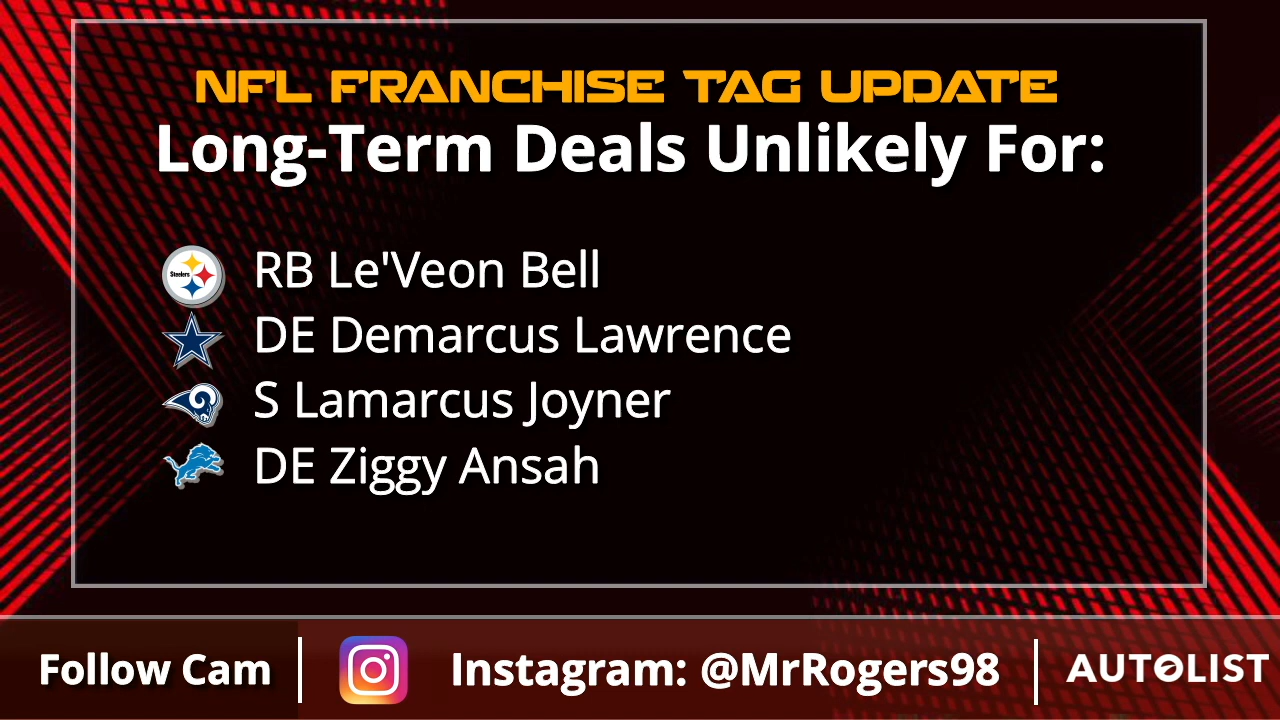 NFL FRANCHISE TAG UPDATE
Long-Term Deals Unlikely For:
Steelers
RB Le'Veon Bell
DE Demarcus Lawrence
S Lamarcus Joyner
DE Ziggy Ansah
Follow Cam
Instagram: @MrRogers98
AUTOLIST